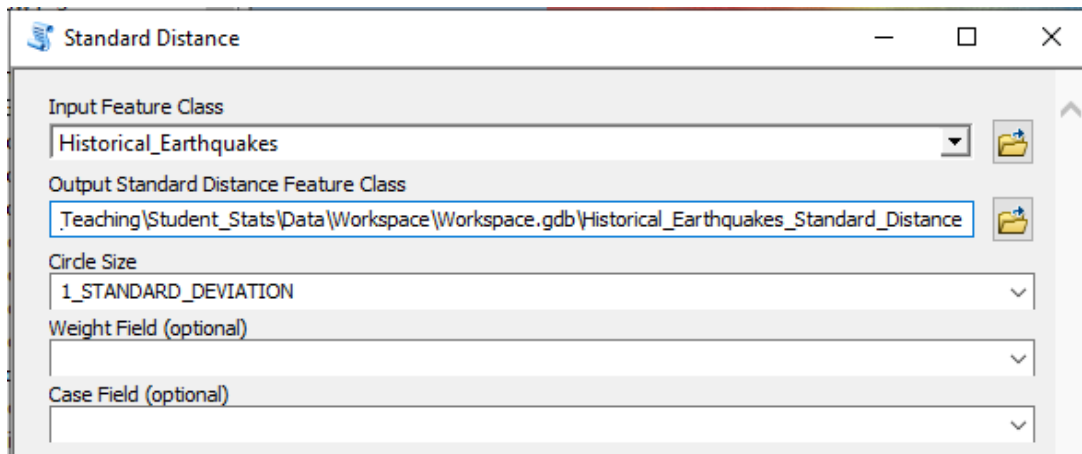 Standard Distance
Input Feature Class
Historical_Earthquakes
Output Standard Distance Feature Class
Teaching\Student_Stats\Data\Workspace\Workspace.gdb\Historical_Earthquakes_Standard_Distance
Circle Size
1_STANDARD_DEVIATION
Weight Field (optional)
Case Field (optional)